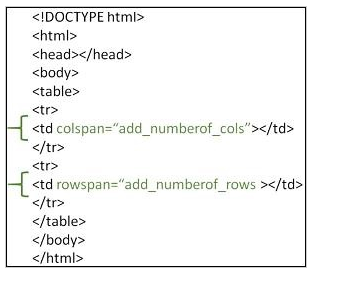 <!DOCTYPE html>
<html>
<head></head>
<body>
<table>
<tr>
<td colspan=“add_numberof_cols”></td>
</tr>
<tr>
<td rowspan=“add_numberof_rows ></td>
</tr>
</table>
</body>
</html>